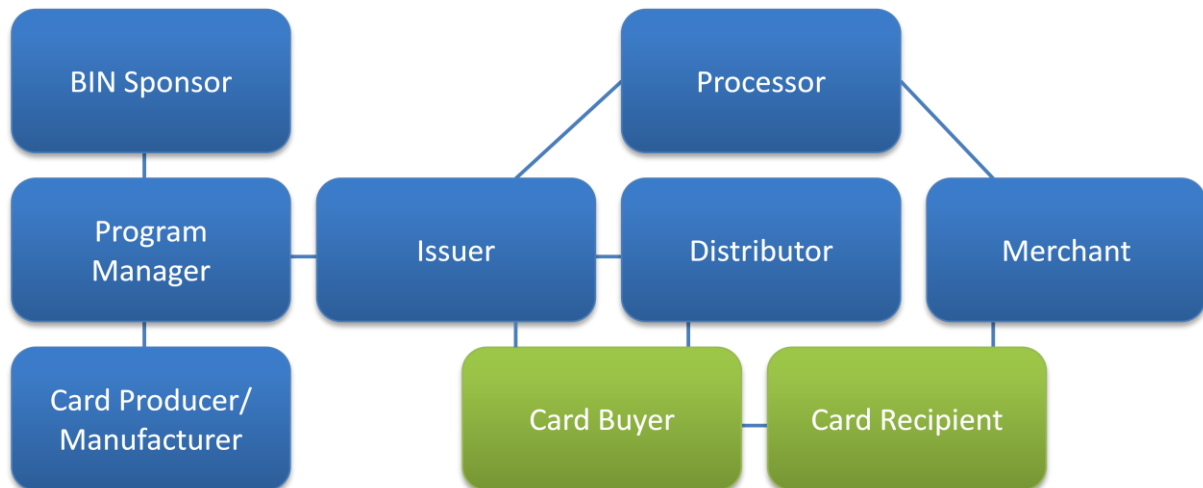 BIN Sponsor
Processor
Program
Manager
Issuer
Distributor
Merchant
Card Producer/
Manufacturer
Card Buyer
Card Recipient